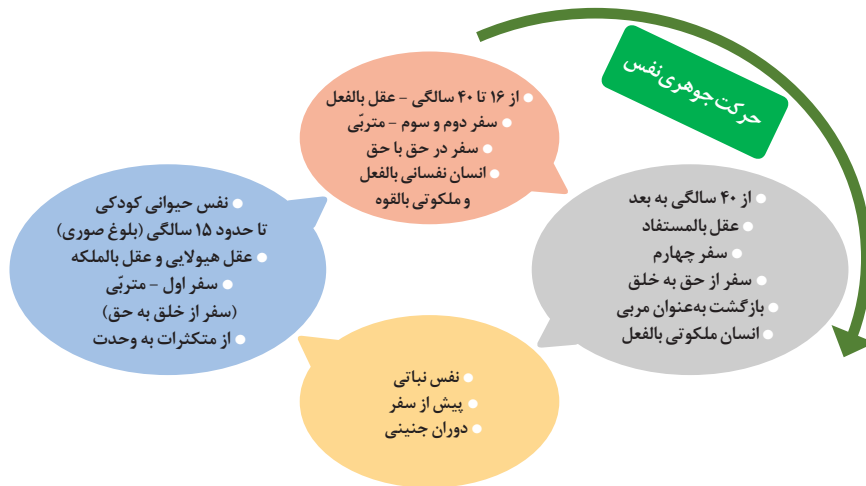 حرکت جوهری نفس
از ۱۶ تا ۴۰ سالگی – عقل بالفعل
سفر دوم و سوم – متربّی
سفر در حق با حق
انسان نفسانی بالفعل
و ملکوتی بالقوه
از ۴۰ سالگی به بعد
عقل بالمستفاد
سفر چهارم
سفر از حق به خلق
بازگشت به‌عنوان مربی
انسان ملکوتی بالفعل
نفس حیوانی کودکی
تا حدود ۱۵ سالگی (بلوغ صوری)
عقل هیولایی و عقل بالملکه
سفر اول – متربّی
(سفر از خلق به حق)
از متکثرات به وحدت
نفس نباتی
پیش از سفر
دوران جنینی